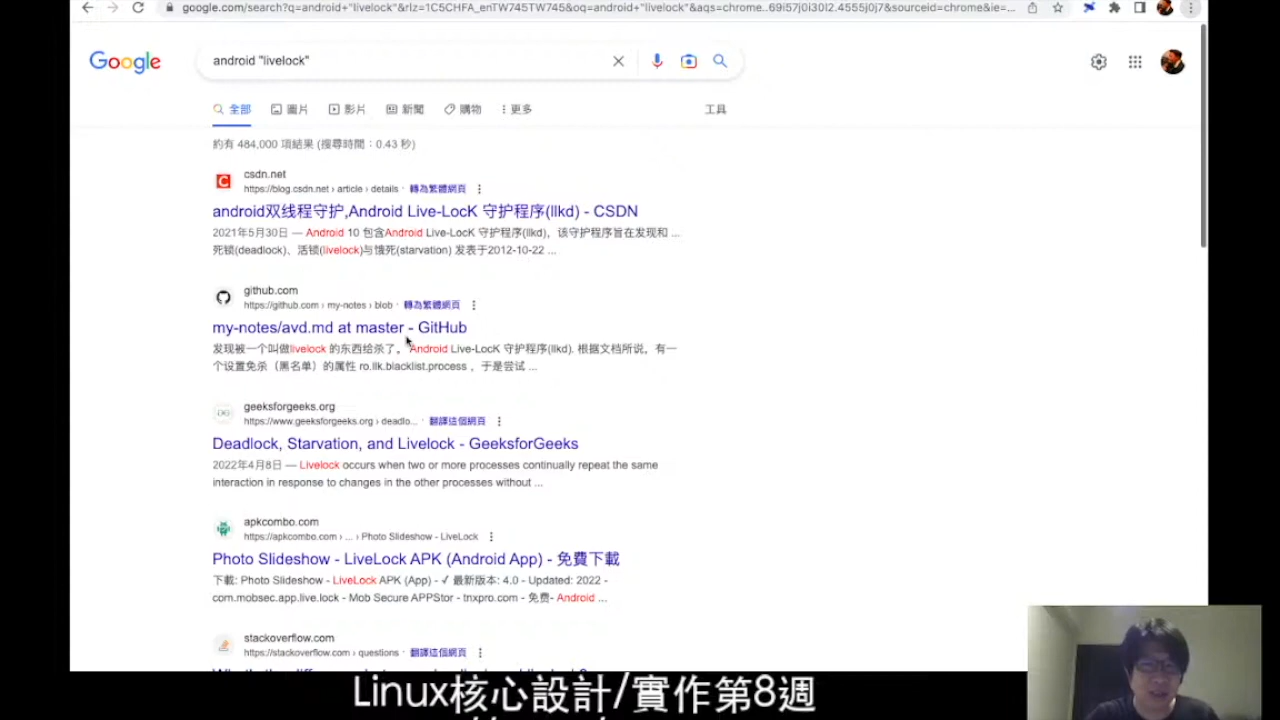 google.com/search?q=android+"livelock"&rlz=1C5CHFA_enTW745TW745&oq=android+"livelock"&aqs=chrome..69i57j0i30l2.4555j0j7&sourceid=chrome&ie=...
Google
android "livelock"
全部 圖片 影片 新聞 購物 更多 工具
約有 484,000 項結果 (搜尋時間：0.43 秒)
csdn.net
https://blog.csdn.net › article › details · 轉為繁體網頁
android双线程守护,Android Live-LocK 守护程序(llkd) - CSDN
2021年5月30日 — Android 10 包含Android Live-LocK 守护程序(llkd)，该守护程序旨在发现和 ...
死锁(deadlock)、活锁(livelock)与饿死(starvation) 发表于2012-10-22 ...
github.com
https://github.com › my-notes › blob · 轉為繁體網頁
my-notes/avd.md at master - GitHub
发现被一个叫做livelock 的东西给杀了。 Android Live-LocK 守护程序(llkd). 根据文档所说，有一
个设置免杀（黑名单）的属性 ro.llk.blacklist.process ，于是尝试 ...
geeksforgeeks.org
https://www.geeksforgeeks.org › deadlo... · 翻譯這個網頁
Deadlock, Starvation, and Livelock - GeeksforGeeks
2022年4月8日 — Livelock occurs when two or more processes continually repeat the same
interaction in response to changes in the other processes without ...
apkcombo.com
https://apkcombo.com › ... › Photo Slideshow - LiveLock
Photo Slideshow - LiveLock APK (Android App) - 免費下載
下載: Photo Slideshow - LiveLock APK (App) - ✓ 最新版本: 4.0 - Updated: 2022 -
com.mobsec.app.live.lock - Mob Secure APPStor - tnxpro.com - 免费- Android ...
stackoverflow.com
https://stackoverflow.com › questions · 翻譯這個網頁
Linux核心設計/實作第8週